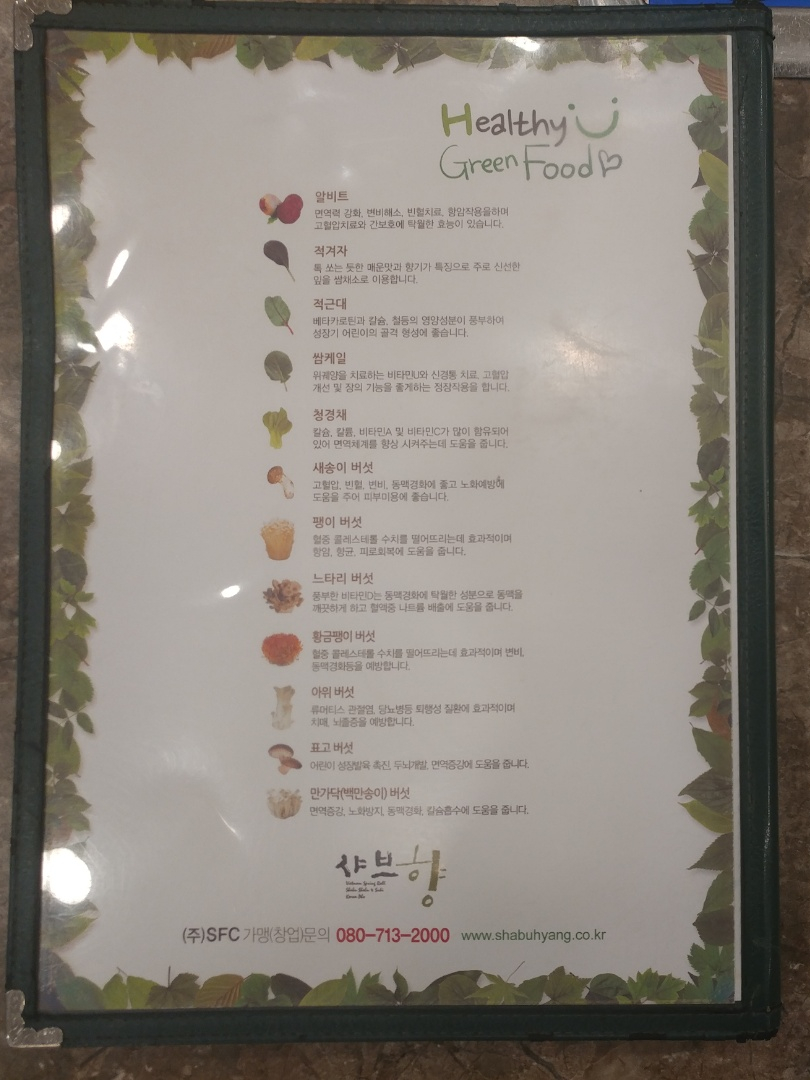 Healthy
Green Food
알비트
면역력 강화, 변비해소, 빈혈치료, 항암작용을하며
고혈압치료와 간보호에 탁월한 효능이 있습니다.
적겨자
톡 쏘는 듯한 매운맛과 향기가 특징으로 주로 신선한
잎을 쌈채소로 이용합니다.
적근대
베타카로틴과 칼슘, 철등의 영양성분이 풍부하여
성장기 어린이의 골격 형성에 좋습니다.
쌈케일
위궤양을 치료하는 비타민U와 신경통 치료, 고혈압
개선 및 장의 기능을 좋게하는 정장작용을 합니다.
청경채
칼슘, 칼륨, 비타민A 및 비타민C가 많이 함유되어
있어 면역체계를 향상 시켜주는데 도움을 줍니다.
새송이 버섯
고혈압, 빈혈, 변비, 동맥경화에 좋고 노화예방에
도움을 주어 피부미용에 좋습니다.
팽이 버섯
혈중 콜레스테롤 수치를 떨어뜨리는데 효과적이며
항암, 항균, 피로회복에 도움을 줍니다.
느타리 버섯
풍부한 비타민D는 동맥경화에 탁월한 성분으로 동맥을
깨끗하게 하고 혈액중 나트륨 배출에 도움을 줍니다.
황금팽이 버섯
혈중 콜레스테롤 수치를 떨어뜨리는데 효과적이며 변비,
동맥경화등을 예방합니다.
아위 버섯
류머티스 관절염, 당뇨병등 퇴행성 질환에 효과적이며
치매, 뇌졸증을 예방합니다.
표고 버섯
어린이 성장발육 촉진, 두뇌개발, 면역증강에 도움을 줍니다.
만가닥(백만송이) 버섯
면역증강, 노화방지, 동맥경화, 칼슘흡수에 도움을 줍니다.
샤브향
Vietnam Spring Roll
(주)SFC 가맹(창업)문의 080-713-2000 www.shabuhyang.co.kr